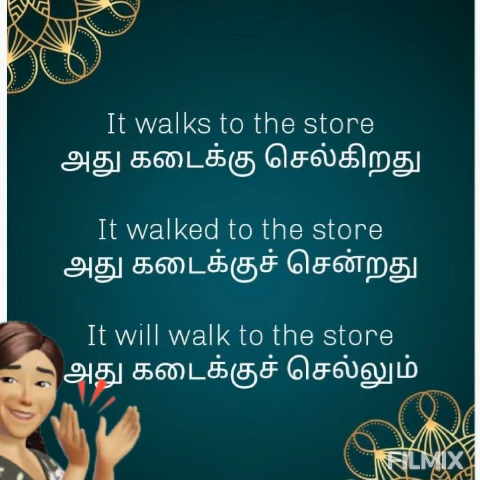 It walks to the store
அது கடைக்கு செல்கிறது
It walked to the store
அது கடைக்குச் சென்றது
It will walk to the store
அது கடைக்குச் செல்லும்
FiLMIX